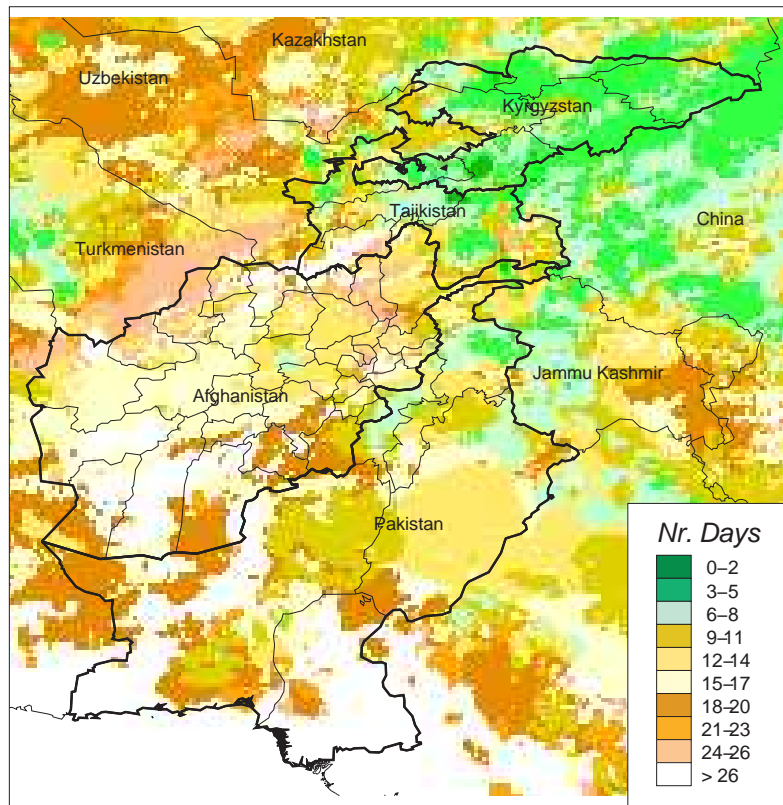 Kazakhstan
Uzbekistan
Kyrgyzstan
Tajikistan
China
Turkmenistan
Jammu Kashmir
Afghanistan
Pakistan
Nr. Days
0–2
3–5
6–8
9–11
12–14
15–17
18–20
21–23
24–26
> 26